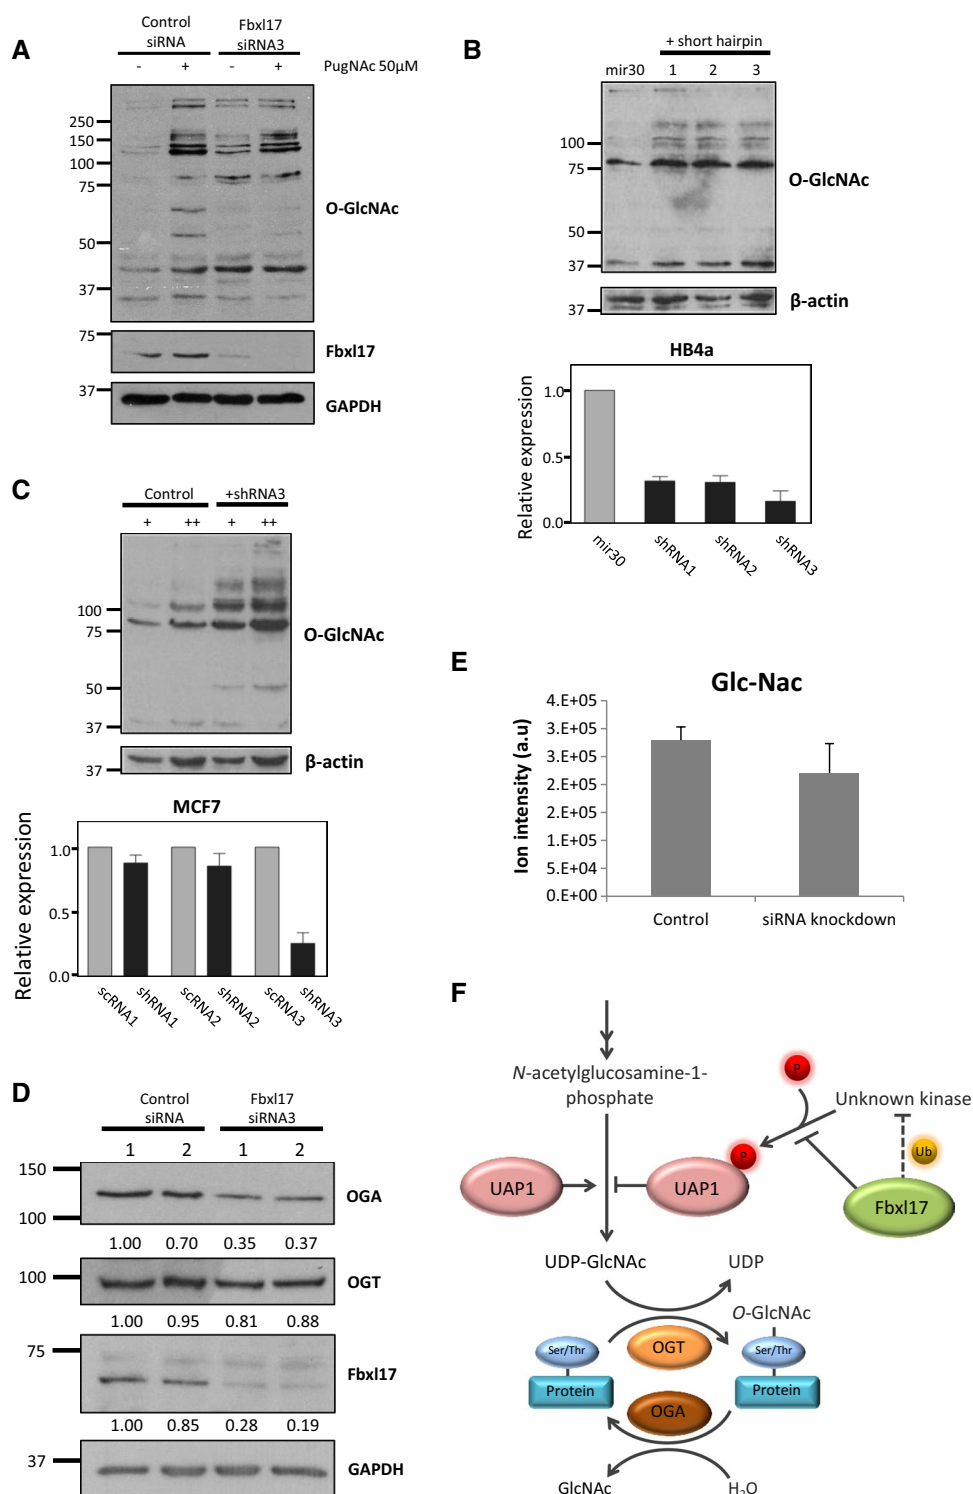 A
Control
siRNA
Fbxl17
siRNA3
- + - + PugNAc 50µM
250
150
100
75
50
37
O-GlcNAc
75
Fbxl17
37
GAPDH
B
+ short hairpin
mir30 1 2 3
100
75
50
37
O-GlcNAc
37
β-actin
HB4a
Relative expression
1.0
0.5
0.0
mir30
shRNA1
shRNA2
shRNA3
C
Control +shRNA3
+ ++ + ++
100
75
50
37
O-GlcNAc
37
β-actin
MCF7
Relative expression
1.0
0.5
0.0
scRNA1
shRNA1
scRNA2
shRNA2
scRNA3
shRNA3
D
Control
siRNA
Fbxl17
siRNA3
1 2 1 2
150
100
OGA
1.00 0.70 0.35 0.37
100
OGT
1.00 0.95 0.81 0.88
75
Fbxl17
1.00 0.85 0.28 0.19
37
GAPDH
E
Glc-Nac
Ion intensity (a.u)
4.E+05
3.E+05
3.E+05
2.E+05
2.E+05
1.E+05
5.E+04
0.E+00
Control
siRNA knockdown
F
N-acetylglucosamine-1-
phosphate
P
Unknown kinase
Ub
P
UAP1
UAP1
Fbxl17
UDP-GlcNAc
UDP
O-GlcNAc
Ser/Thr
OGT
Ser/Thr
Protein
Protein
OGA
GlcNAc
H₂O